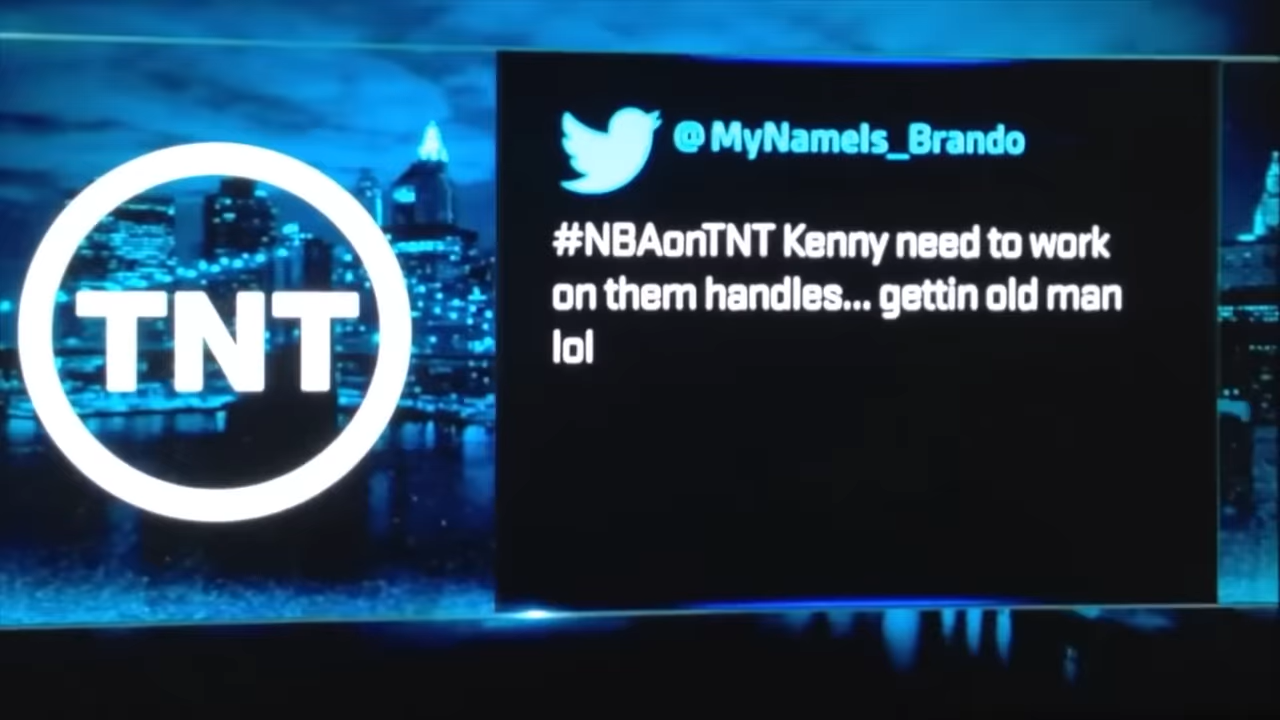 TNT
@MyNameIs_Brando
#NBAonTNT Kenny need to work
on them handles... gettin old man
lol